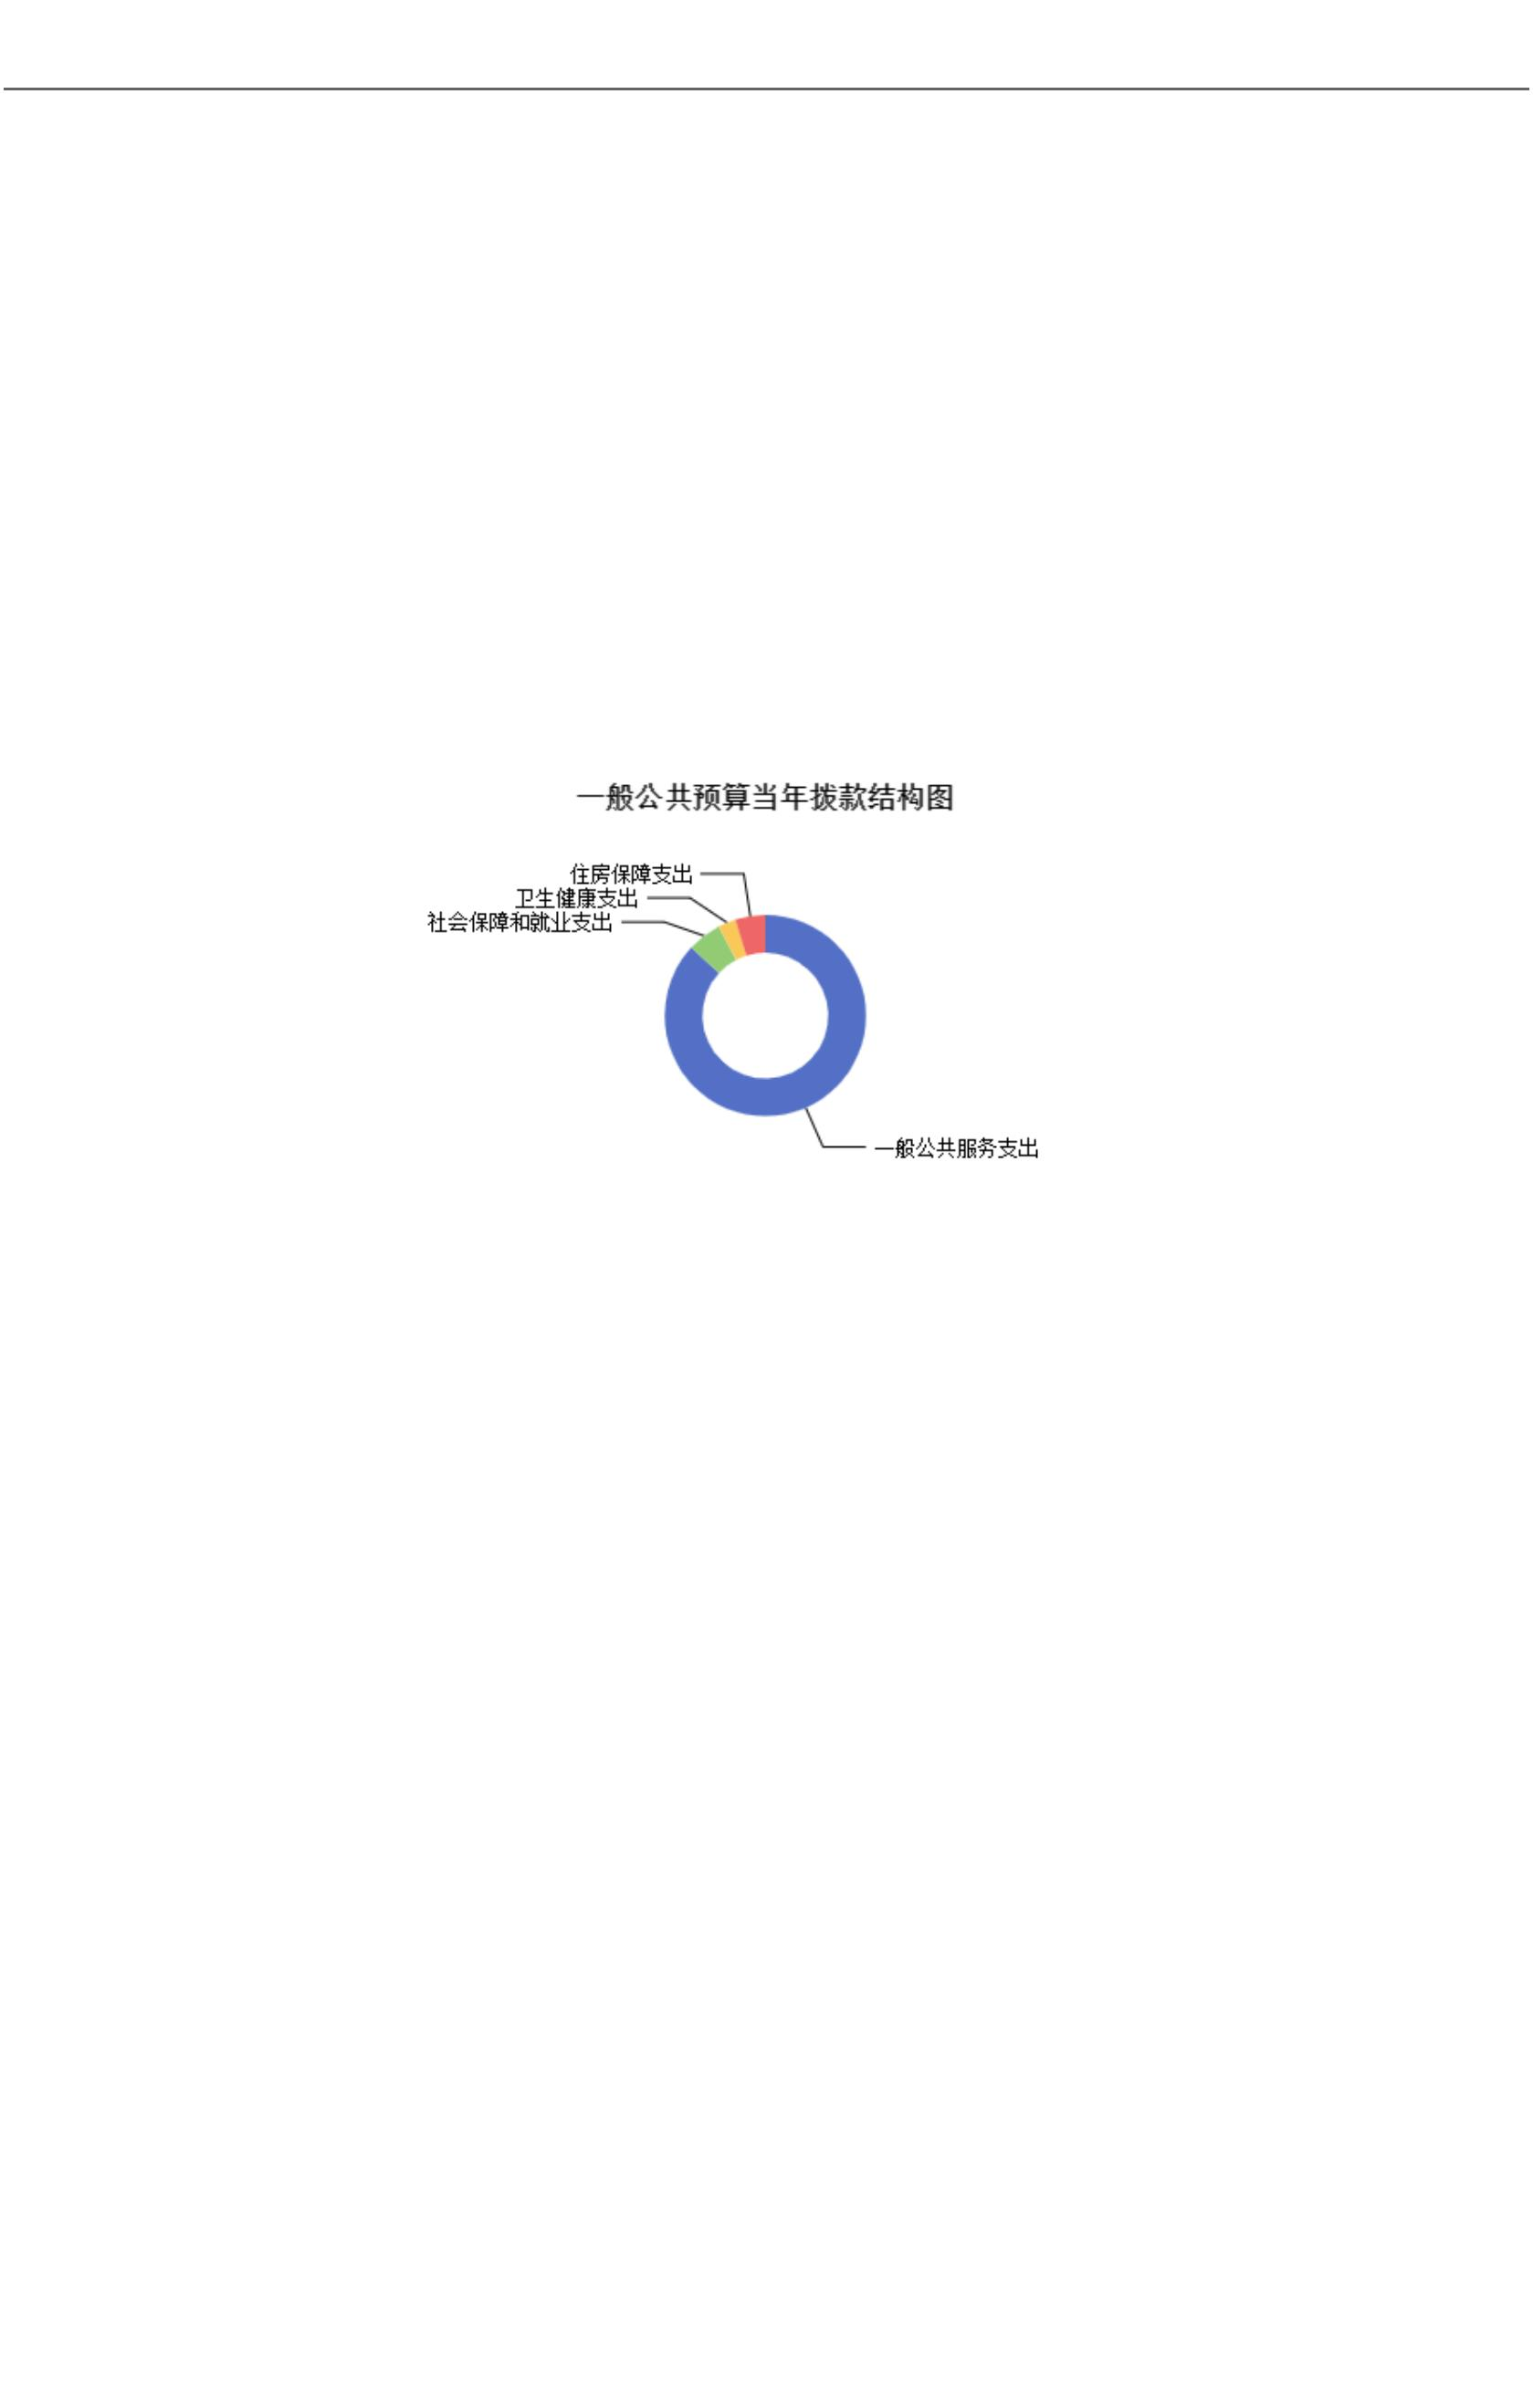 一般公共预算当年拨款结构图
住房保障支出
卫生健康支出
社会保障和就业支出
一般公共服务支出